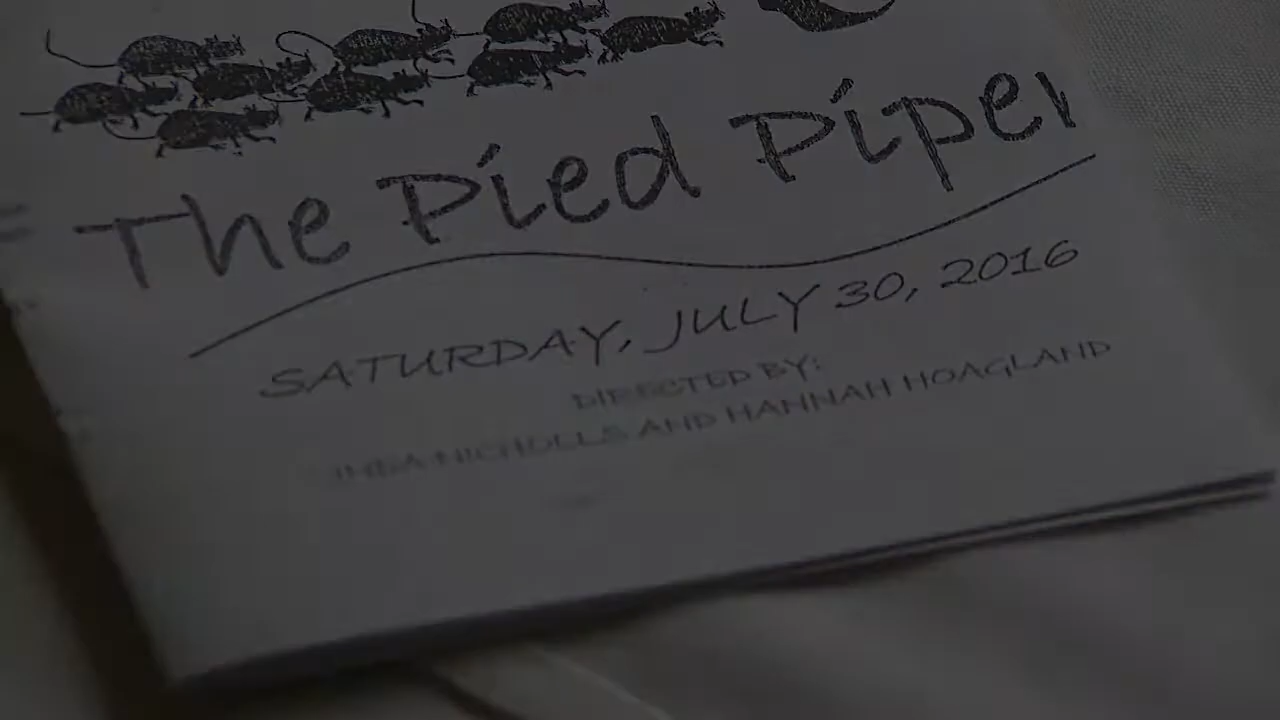 The Pied Piper
SATURDAY, JULY 30, 2016
DIRECTED BY:
NICHOLLS AND HANNAH HOAGLAND